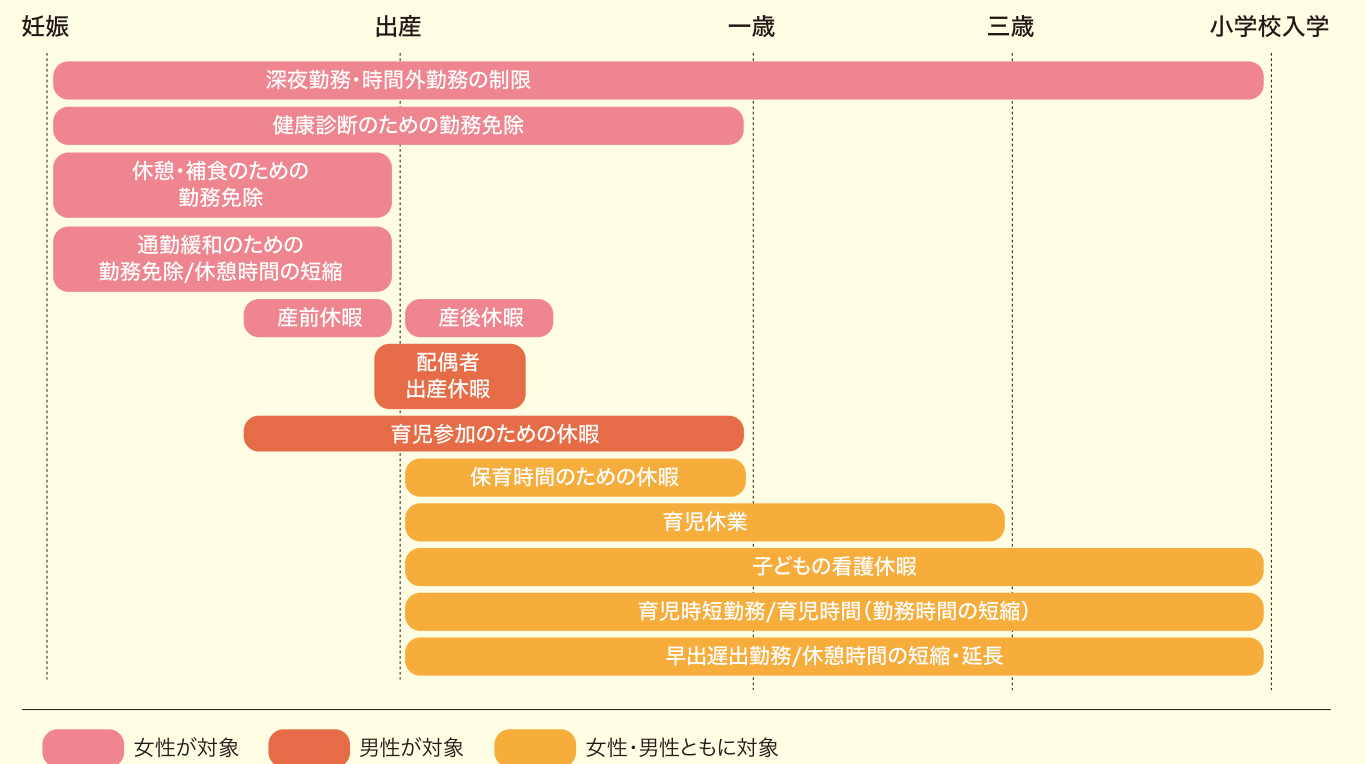 妊娠 出産 一歳 三歳 小学校入学
深夜勤務・時間外勤務の制限
健康診断のための勤務免除
休憩・補食のための
勤務免除
通勤緩和のための
勤務免除/休憩時間の短縮
産前休暇 産後休暇
配偶者
出産休暇
育児参加のための休暇
保育時間のための休暇
育児休業
子どもの看護休暇
育児時短勤務/育児時間(勤務時間の短縮)
早出遅出勤務/休憩時間の短縮・延長
女性が対象 男性が対象 女性・男性ともに対象